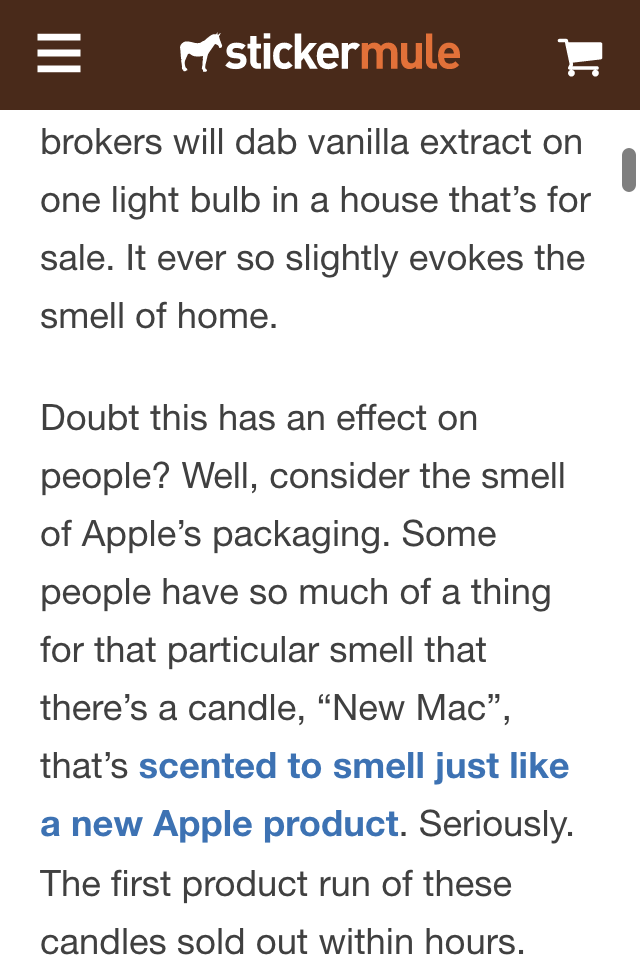 stickermule
brokers will dab vanilla extract on
one light bulb in a house that’s for
sale. It ever so slightly evokes the
smell of home.
Doubt this has an effect on
people? Well, consider the smell
of Apple’s packaging. Some
people have so much of a thing
for that particular smell that
there’s a candle, “New Mac”,
that’s scented to smell just like
a new Apple product. Seriously.
The first product run of these
candles sold out within hours.